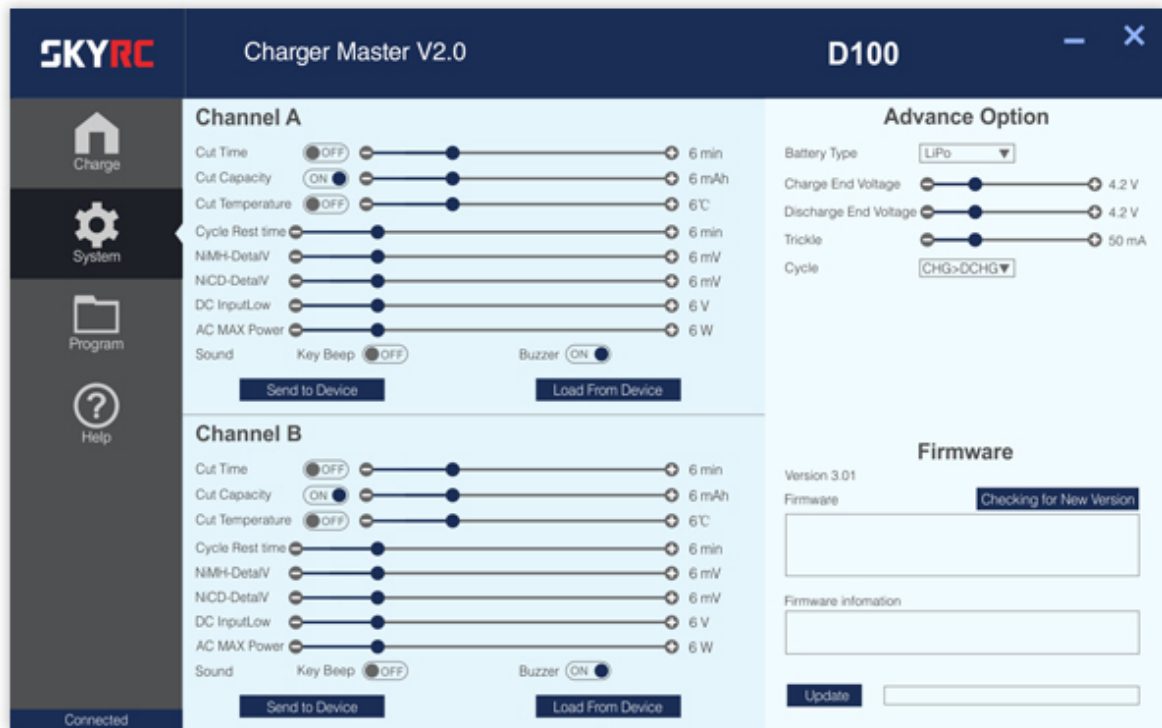 SKYRC
Charger Master V2.0
D100
Charge
System
Program
Help
Connected
Channel A
Cut Time OFF 6 min
Cut Capacity ON 6 mAh
Cut Temperature OFF 6℃
Cycle Rest time 6 min
NiMH-DetalV 6 mV
NiCD-DetalV 6 mV
DC InputLow 6 V
AC MAX Power 6 W
Sound Key Beep OFF Buzzer ON
Send to Device Load From Device
Channel B
Cut Time OFF 6 min
Cut Capacity ON 6 mAh
Cut Temperature OFF 6℃
Cycle Rest time 6 min
NiMH-DetalV 6 mV
NiCD-DetalV 6 mV
DC InputLow 6 V
AC MAX Power 6 W
Sound Key Beep OFF Buzzer ON
Send to Device Load From Device
Advance Option
Battery Type LiPo
Charge End Voltage 4.2 V
Discharge End Voltage 4.2 V
Trickle 50 mA
Cycle CHG>DCHG
Firmware
Version 3.01
Firmware Checking for New Version
Firmware infomation
Update